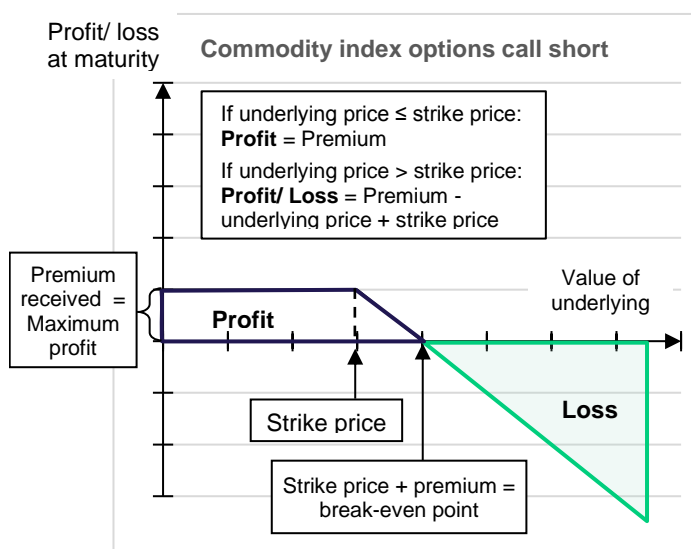 Profit/ loss
at maturity
Commodity index options call short
If underlying price ≤ strike price:
Profit = Premium
If underlying price > strike price:
Profit/ Loss = Premium -
underlying price + strike price
Premium
received =
Maximum
profit
Value of
underlying
Profit
Loss
Strike price
Strike price + premium =
break-even point